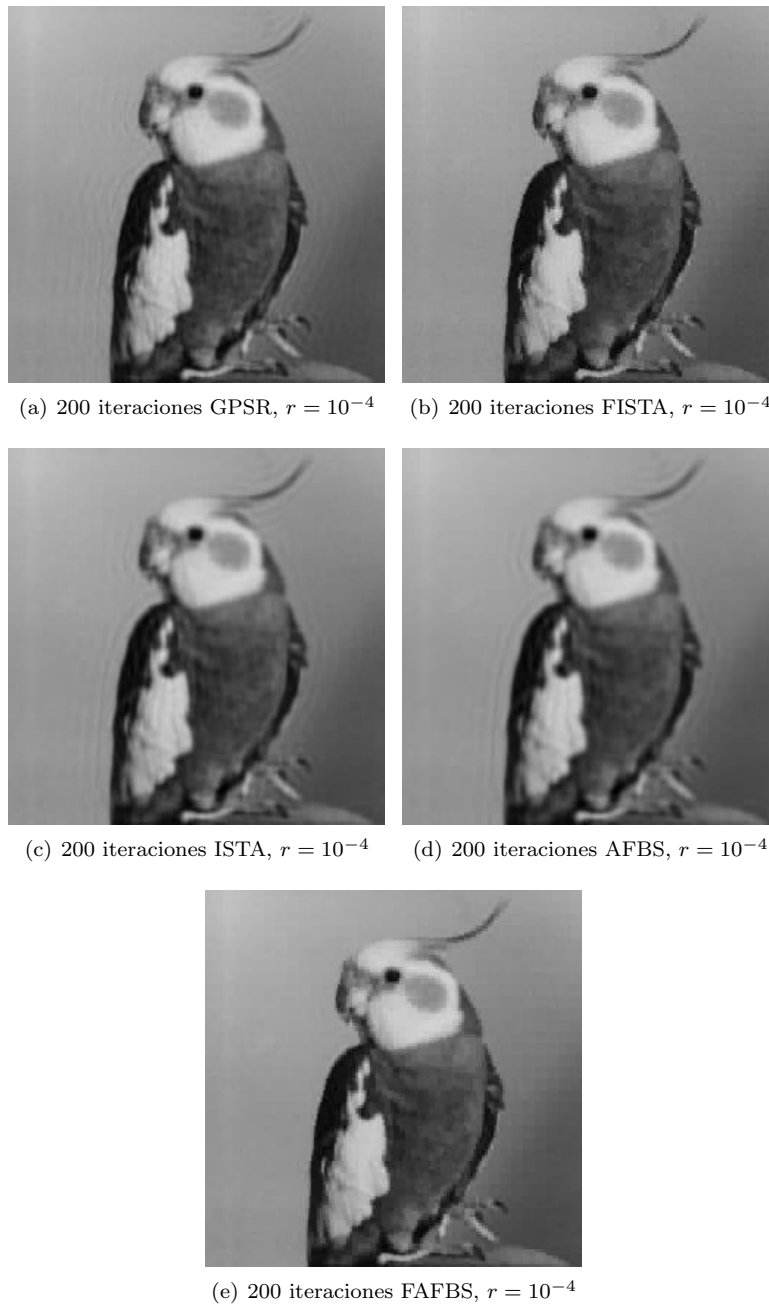 (a) 200 iteraciones GPSR, r = 10⁻⁴
(b) 200 iteraciones FISTA, r = 10⁻⁴
(c) 200 iteraciones ISTA, r = 10⁻⁴
(d) 200 iteraciones AFBS, r = 10⁻⁴
(e) 200 iteraciones FAFBS, r = 10⁻⁴